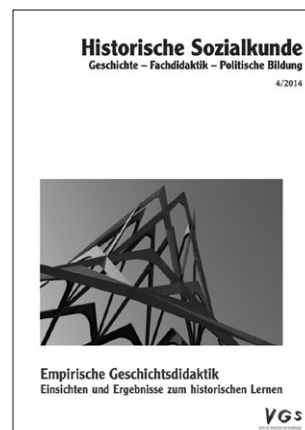 Historische Sozialkunde
Geschichte – Fachdidaktik – Politische Bildung
4/2014
Empirische Geschichtsdidaktik
Einsichten und Ergebnisse zum historischen Lernen
VGS